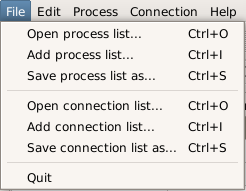 File Edit Process Connection Help
Open process list... Ctrl+O
Add process list... Ctrl+I
Save process list as... Ctrl+S
Open connection list... Ctrl+O
Add connection list... Ctrl+I
Save connection list as... Ctrl+S
Quit